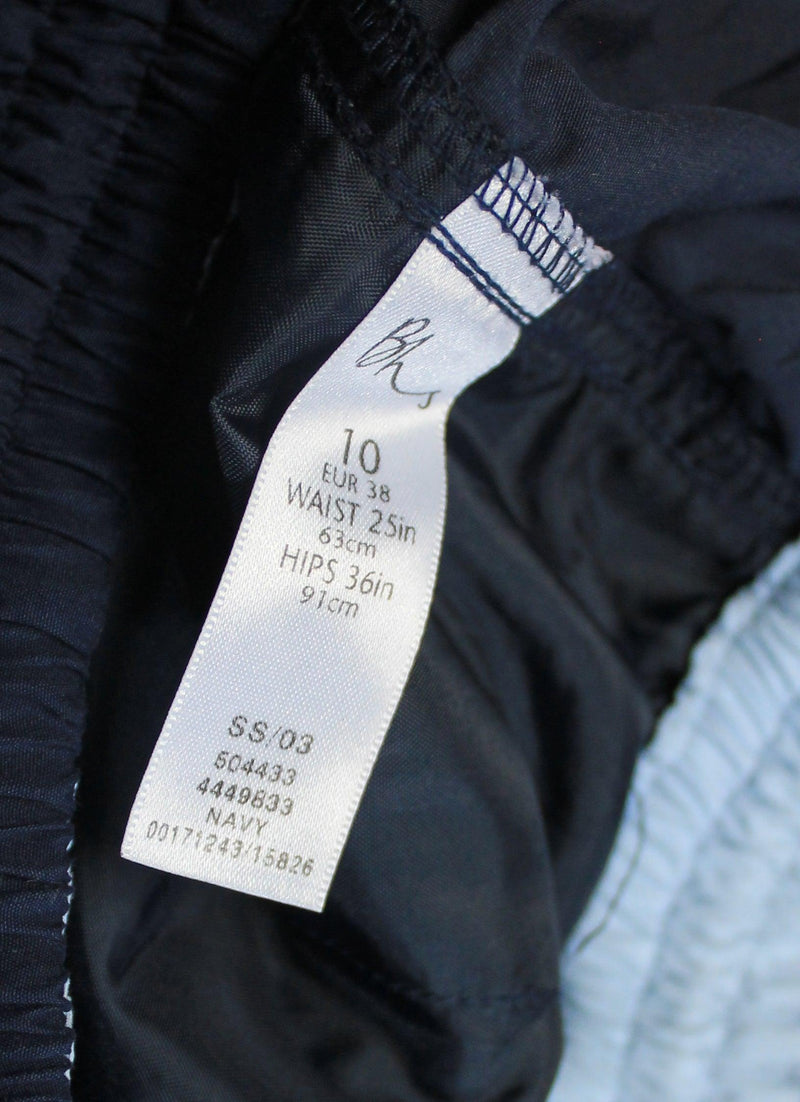 Bhs
10
EUR 38
WAIST 25in
63cm
HIPS 36in
91cm
SS/03
504433
4449833
NAVY
00171243/15826